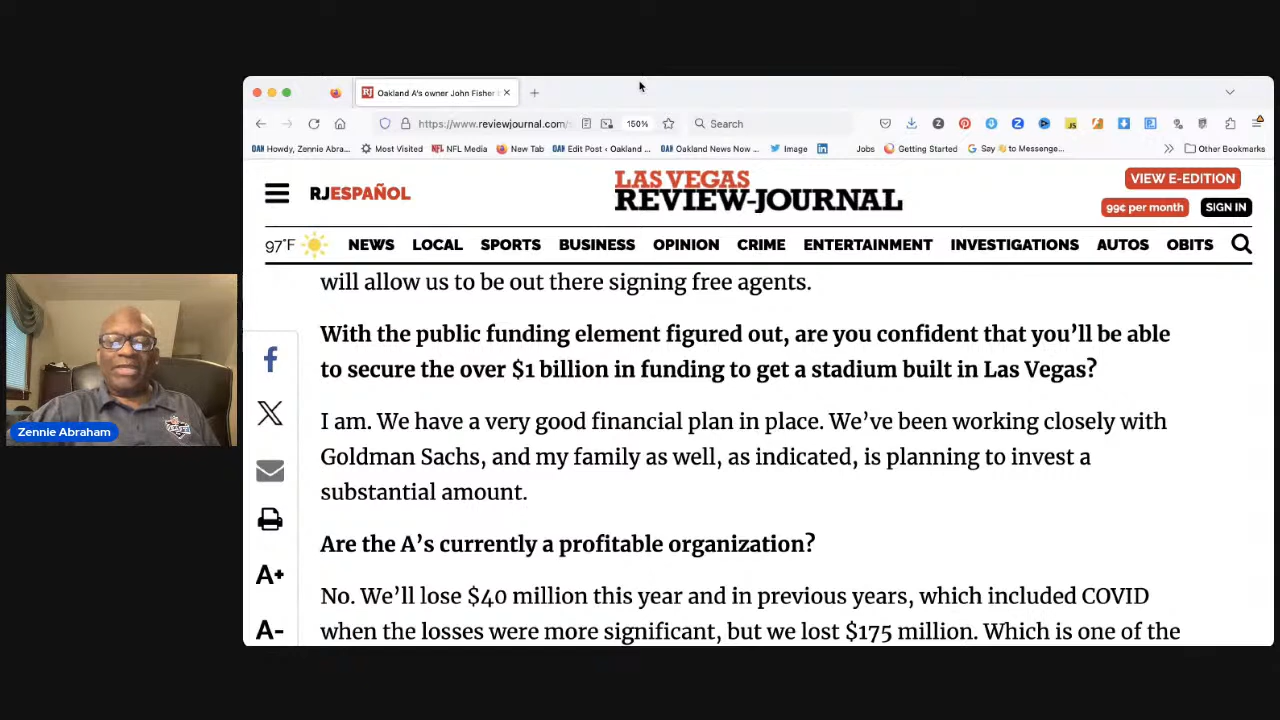 Oakland A's owner John Fisher
https://www.reviewjournal.com/
150%
Search
Howdy, Zennie Abra...
Most Visited
NFL Media
New Tab
Edit Post ‹ Oakland ...
Oakland News Now ...
Image
Jobs
Getting Started
Say 👋 to Messenge...
Other Bookmarks
RJESPAÑOL
LAS VEGAS
REVIEW-JOURNAL
VIEW E-EDITION
99¢ per month
SIGN IN
97°F
NEWS LOCAL SPORTS BUSINESS OPINION CRIME ENTERTAINMENT INVESTIGATIONS AUTOS OBITS
will allow us to be out there signing free agents.
With the public funding element figured out, are you confident that you’ll be able
to secure the over $1 billion in funding to get a stadium built in Las Vegas?
I am. We have a very good financial plan in place. We’ve been working closely with
Goldman Sachs, and my family as well, as indicated, is planning to invest a
substantial amount.
Are the A’s currently a profitable organization?
No. We’ll lose $40 million this year and in previous years, which included COVID
when the losses were more significant, but we lost $175 million. Which is one of the
A+
A-
Zennie Abraham